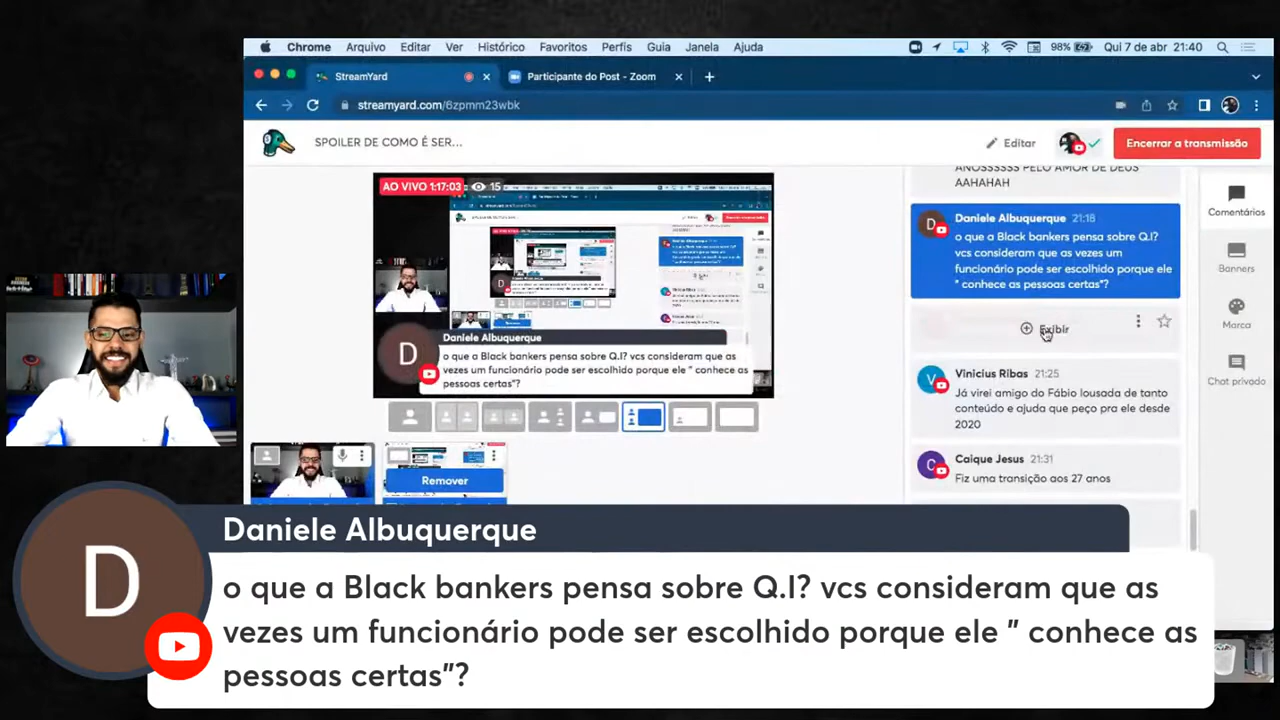 Chrome Arquivo Editar Ver Histórico Favoritos Perfis Guia Janela Ajuda 98% Qui 7 de abr 21:40
StreamYard
Participante do Post - Zoom
streamyard.com/6zpmm23wbk
SPOILER DE COMO É SER...
Editar
Encerrar a transmissão
AO VIVO 1:17:03 15
Daniele Albuquerque
D
o que a Black bankers pensa sobre Q.I? vcs consideram que as
vezes um funcionário pode ser escolhido porque ele " conhece as
pessoas certas"?
Remover
ANOSSSSSS PELO AMOR DE DEUS
AAHAHAH
D
Daniele Albuquerque 21:18
o que a Black bankers pensa sobre Q.I?
vcs consideram que as vezes um
funcionário pode ser escolhido porque ele
" conhece as pessoas certas"?
Exibir
V
Vinicius Ribas 21:25
Já virei amigo do Fábio lousada de tanto
conteúdo e ajuda que peço pra ele desde
2020
C
Caique Jesus 21:31
Fiz uma transição aos 27 anos
Comentários
Banners
Marca
Chat privado
D
Daniele Albuquerque
o que a Black bankers pensa sobre Q.I? vcs consideram que as
vezes um funcionário pode ser escolhido porque ele " conhece as
pessoas certas"?